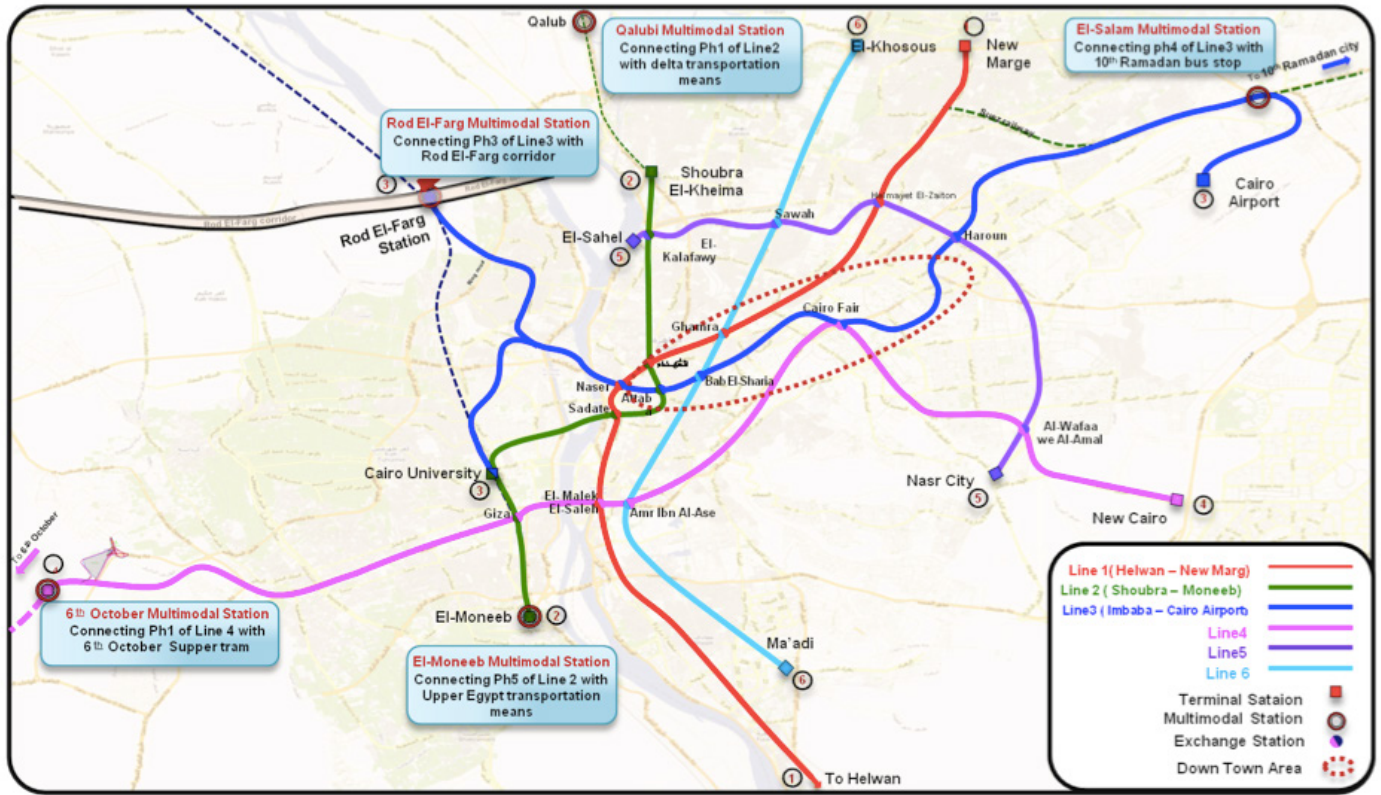 Qalub
Qalubi Multimodal Station
Connecting Ph1 of Line2
with delta transportation
means
6
El-Khosous
New
Marge
El-Salam Multimodal Station
Connecting ph4 of Line3 with
10th Ramadan bus stop
To 10th Ramadan city
Rod El-Farg Multimodal Station
Connecting Ph3 of Line3 with
Rod El-Farg corridor
3
Rod El-Farg corridor
Rod El-Farg
Station
2
Shoubra
El-Kheima
Cairo
Airport
3
El-Sahel
5
El-
Kalafawy
Sawah
Helmayet El-Zaiton
Haroun
Ghamra
Cairo Fair
الشهداء
Naser
Attab
a
Bab El-Sharia
Sadate
Cairo University
3
Al-Wafaa
we Al-Amal
Nasr City
5
New Cairo
4
El- Malek
El-Saleh
Giza
Amr Ibn Al-Ase
To 6th October
6th October Multimodal Station
Connecting Ph1 of Line 4 with
6th October Supper tram
El-Moneeb
2
El-Moneeb Multimodal Station
Connecting Ph5 of Line 2 with
Upper Egypt transportation
means
Ma'adi
6
1
To Helwan
Line 1( Helwan – New Marg)
Line 2 ( Shoubra – Moneeb)
Line3 ( Imbaba – Cairo Airport)
Line4
Line5
Line 6
Terminal Sataion
Multimodal Station
Exchange Station
Down Town Area